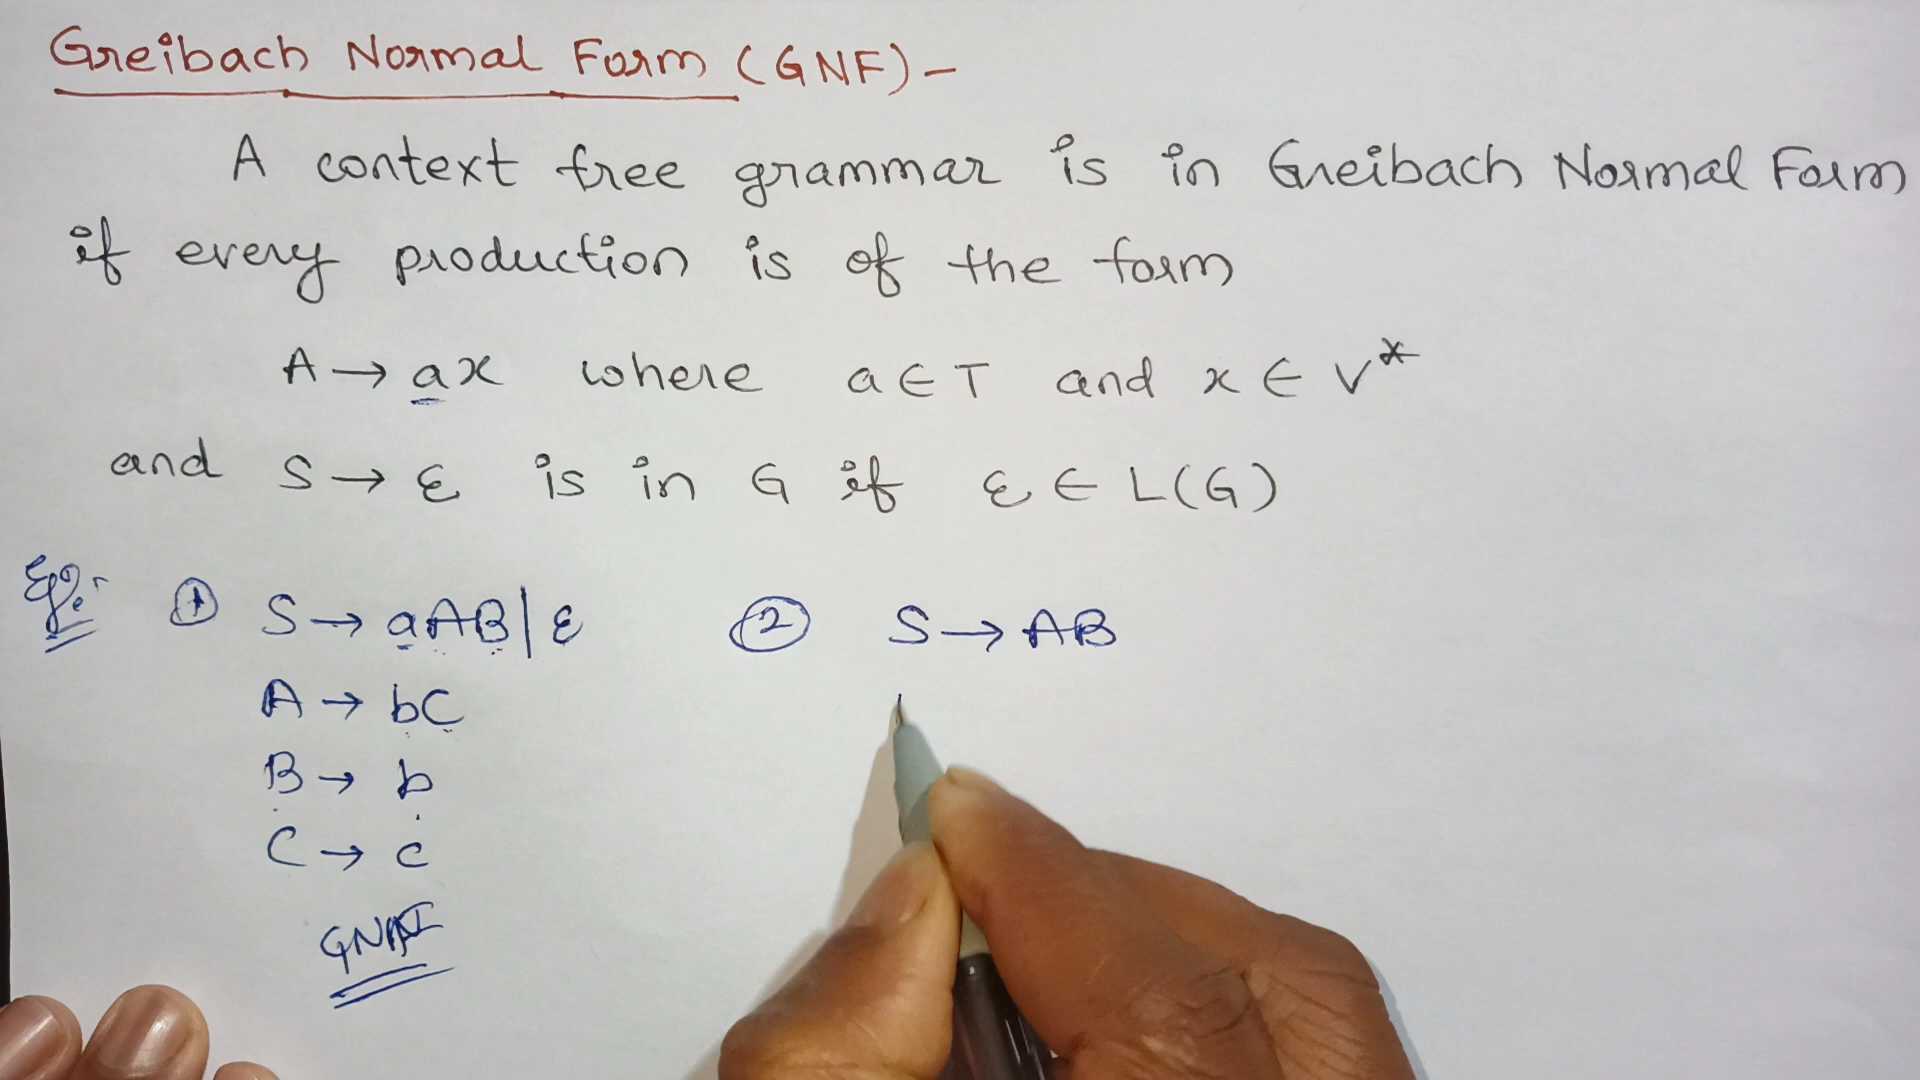 Greibach Normal Form (GNF) -
A context free grammar is in Greibach Normal Form
if every production is of the form
A → ax where a ∈ T and x ∈ V*
and S → ε is in G if ε ∈ L(G)
Eg:- ① S → aAB | ε ② S → AB
A → bC
B → b
C → c